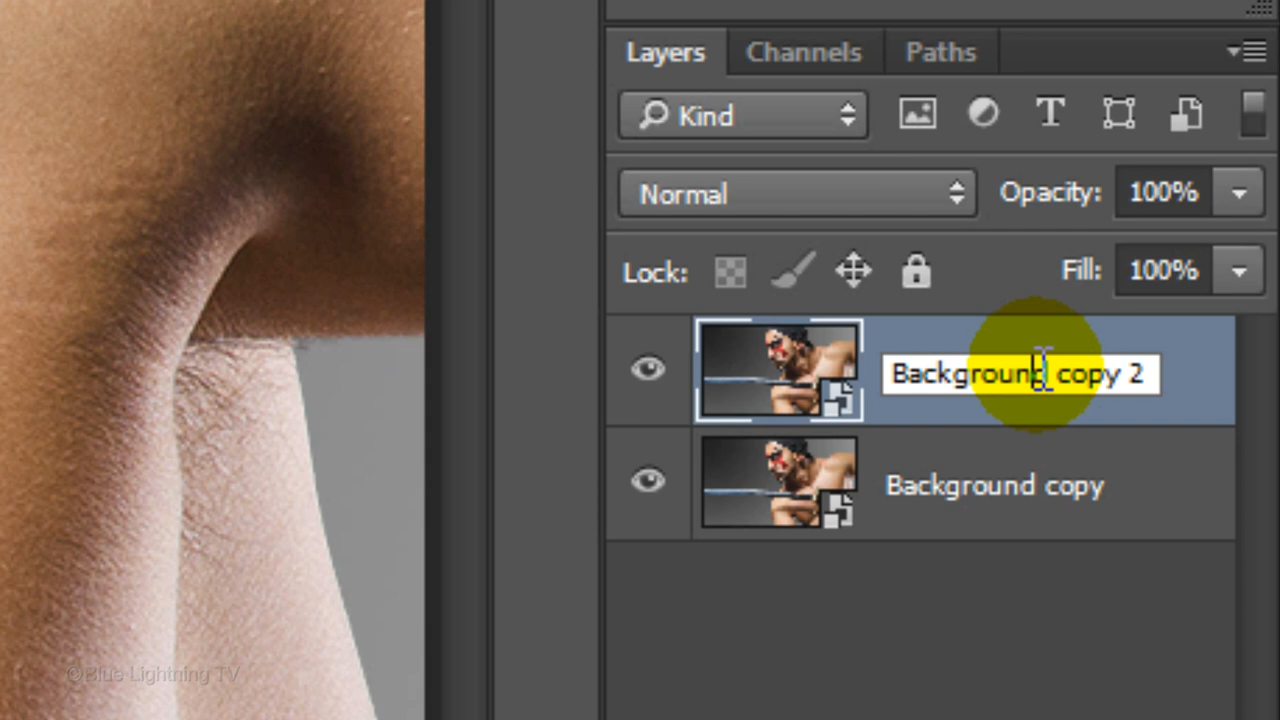 Layers Channels Paths
Kind
Normal Opacity: 100%
Lock: Fill: 100%
Background copy 2
Background copy
©Blue Lightning TV